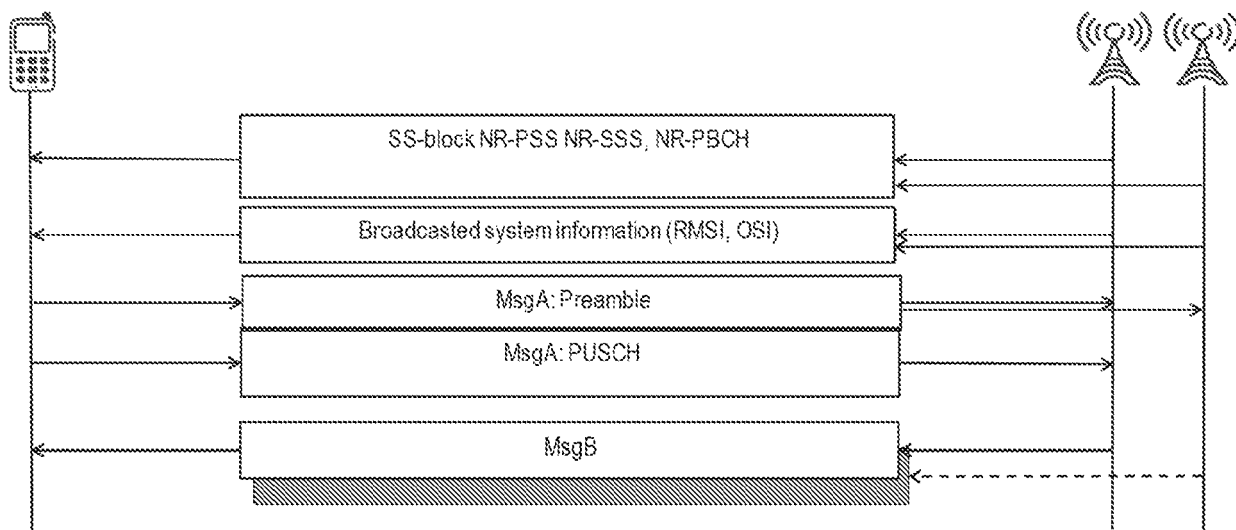 SS-block NR-PSS NR-SSS, NR-PBCH
Broadcasted system information (RMSI, OSI)
MsgA: Preamble
MsgA: PUSCH
MsgB